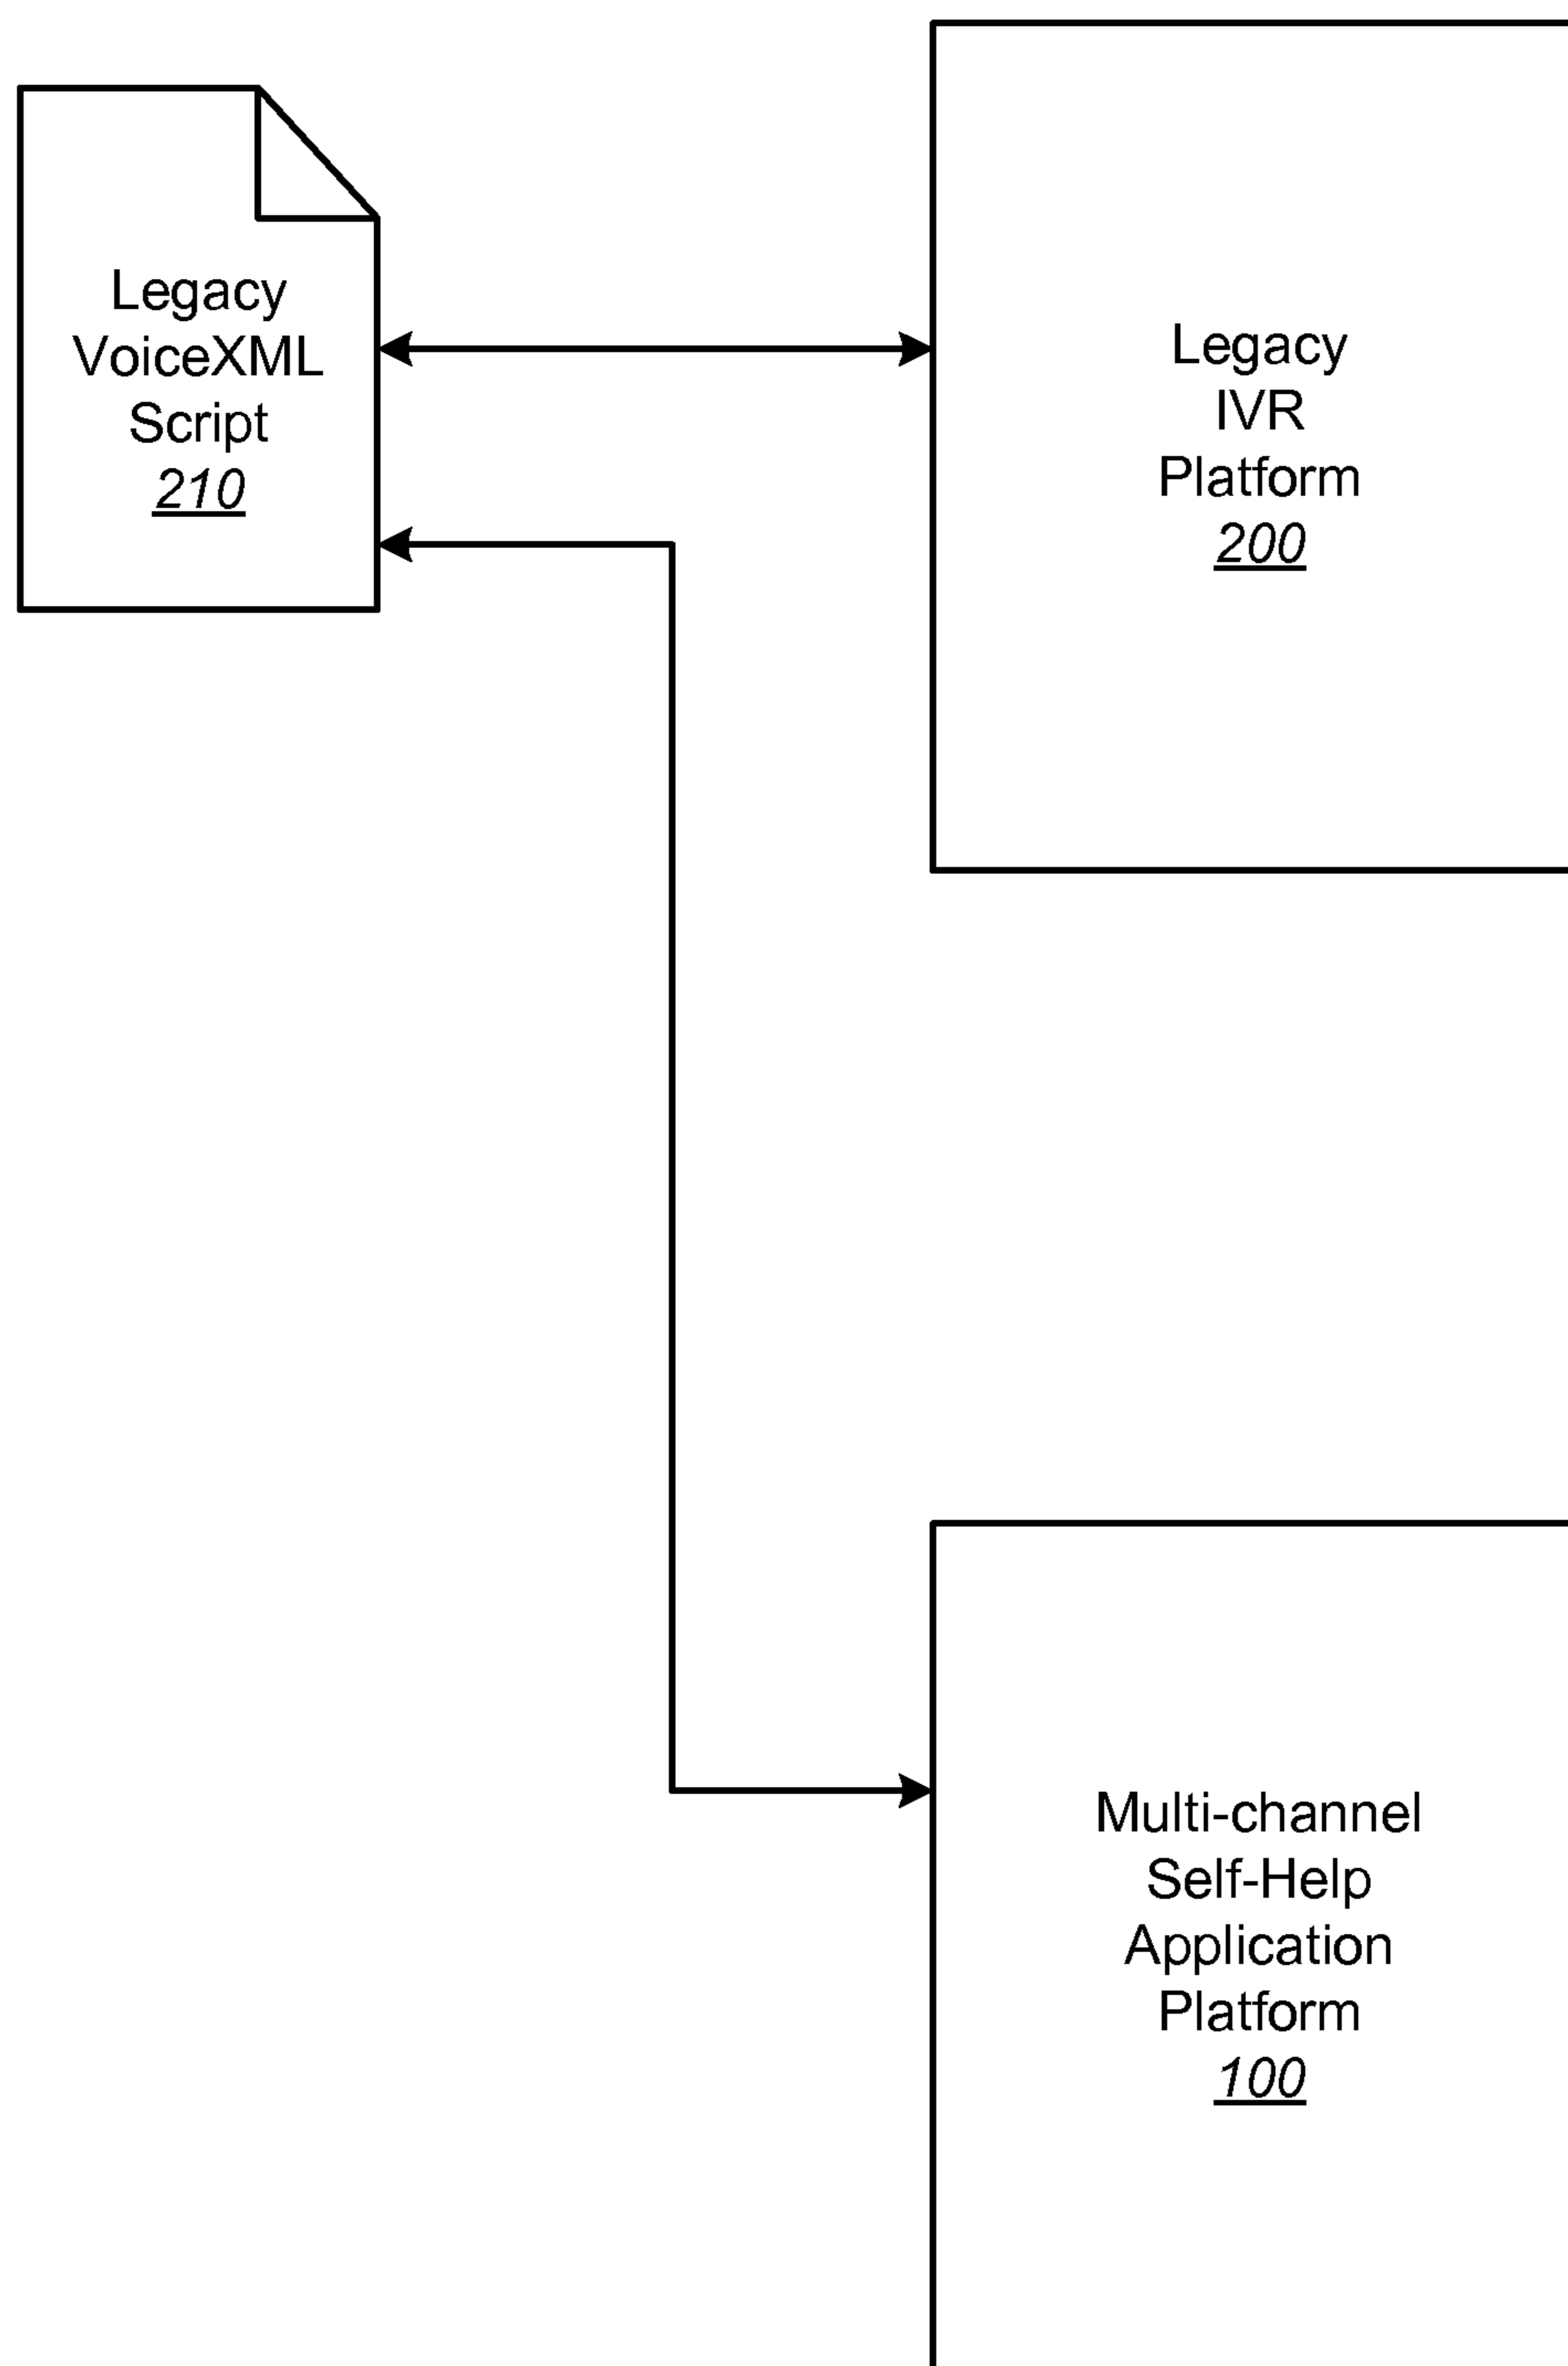 Legacy
VoiceXML
Script
210
Legacy
IVR
Platform
200
Multi-channel
Self-Help
Application
Platform
100